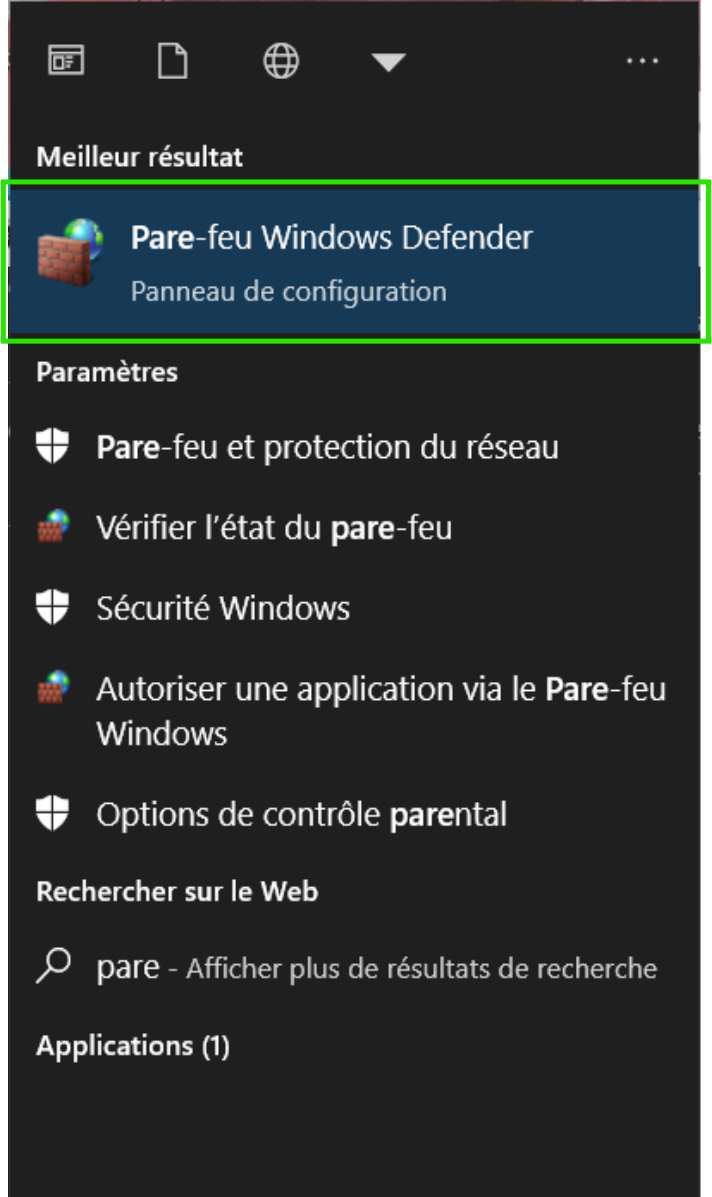 Meilleur résultat
Pare-feu Windows Defender
Panneau de configuration
Paramètres
Pare-feu et protection du réseau
Vérifier l'état du pare-feu
Sécurité Windows
Autoriser une application via le Pare-feu
Windows
Options de contrôle parental
Rechercher sur le Web
pare - Afficher plus de résultats de recherche
Applications (1)